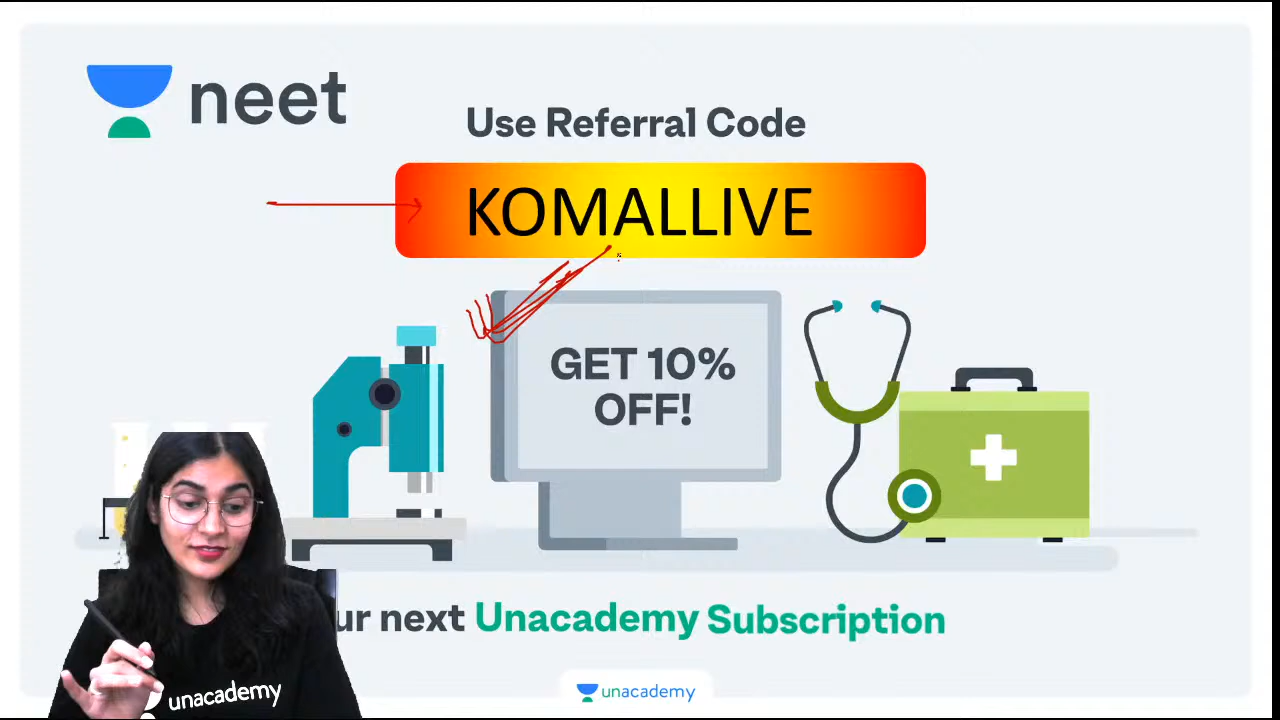 neet
Use Referral Code
KOMALLIVE
GET 10%
OFF!
ur next Unacademy Subscription
unacademy
unacademy